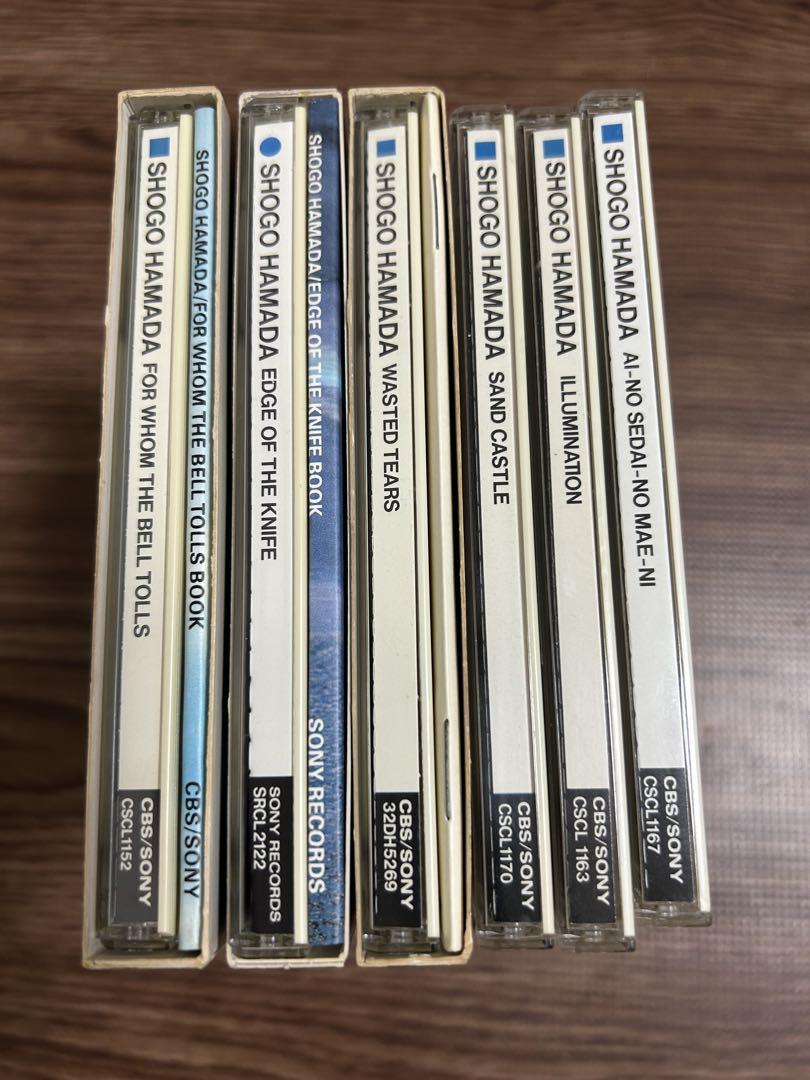 SHOGO HAMADA FOR WHOM THE BELL TOLLS
CBS/SONY
CSCL1152
SHOGO HAMADA/FOR WHOM THE BELL TOLLS BOOK
CBS/SONY
SHOGO HAMADA EDGE OF THE KNIFE
SONY RECORDS
SRCL 2122
SHOGO HAMADA/EDGE OF THE KNIFE BOOK
SONY RECORDS
SHOGO HAMADA WASTED TEARS
CBS/SONY
32DH5269
SHOGO HAMADA SAND CASTLE
CBS/SONY
CSCL1170
SHOGO HAMADA ILLUMINATION
CBS/SONY
CSCL 1163
SHOGO HAMADA AI-NO SEDAI-NO MAE-NI
CBS/SONY
CSCL1167